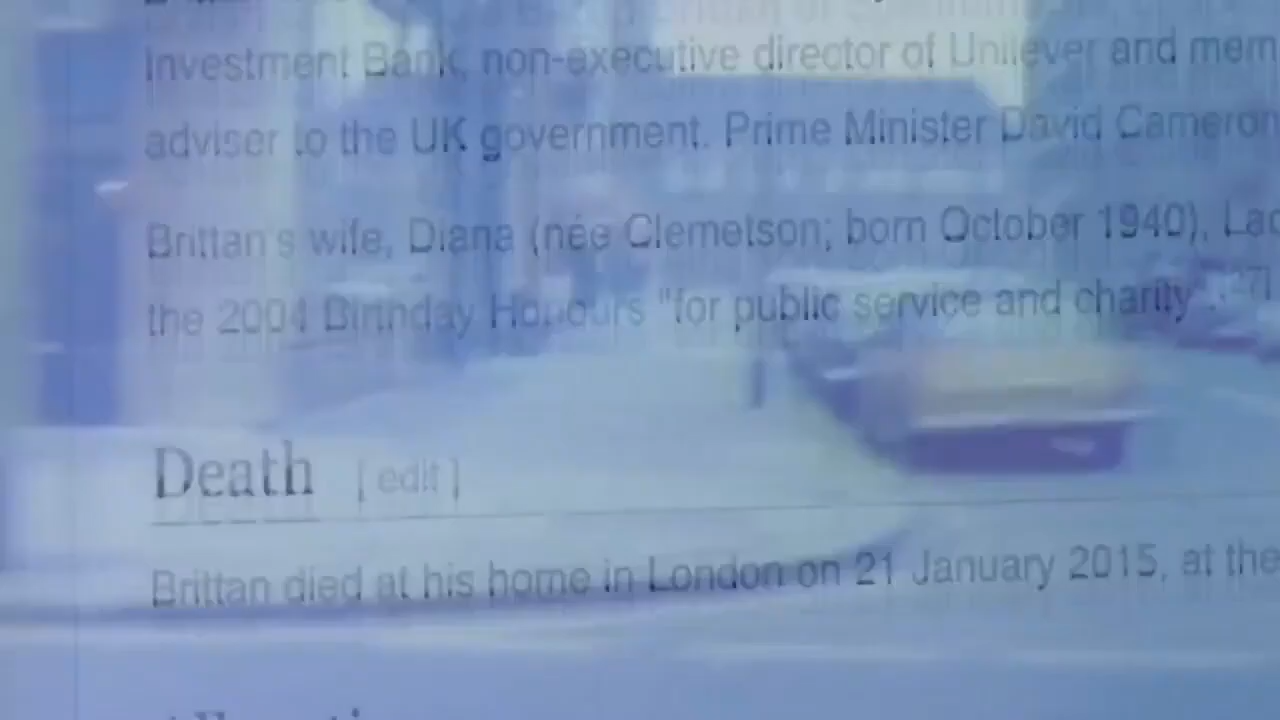 Investment Bank, non-executive director of Unilever and mem
adviser to the UK government. Prime Minister David Cameron
Brittan's wife, Diana (née Clemetson; born October 1940), Lad
the 2004 Birthday Honours "for public service and charity".[7]
Death [ edit ]
Brittan died at his home in London on 21 January 2015, at the